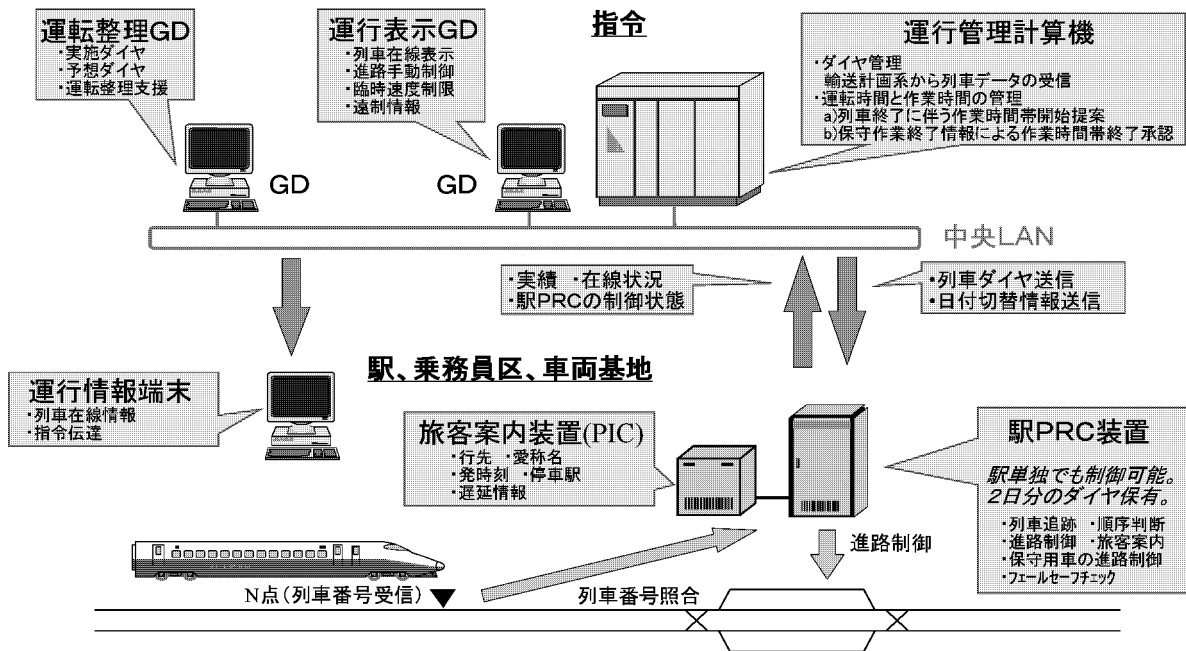 指令
運転整理GD
・実施ダイヤ
・予想ダイヤ
・運転整理支援
運行表示GD
・列車在線表示
・進路手動制御
・臨時速度制限
・遠制情報
運行管理計算機
・ダイヤ管理
輸送計画系から列車データの受信
・運転時間と作業時間の管理
a)列車終了に伴う作業時間帯開始提案
b)保守作業終了情報による作業時間帯終了承認
GD
GD
中央LAN
・実績 ・在線状況
・駅PRCの制御状態
・列車ダイヤ送信
・日付切替情報送信
駅、乗務員区、車両基地
運行情報端末
・列車在線情報
・指令伝達
旅客案内装置(PIC)
・行先 ・愛称名
・発時刻 ・停車駅
・遅延情報
駅PRC装置
駅単独でも制御可能。
2日分のダイヤ保有。
・列車追跡 ・順序判断
・進路制御 ・旅客案内
・保守用車の進路制御
・フェールセーフチェック
進路制御
N点(列車番号受信)
列車番号照合